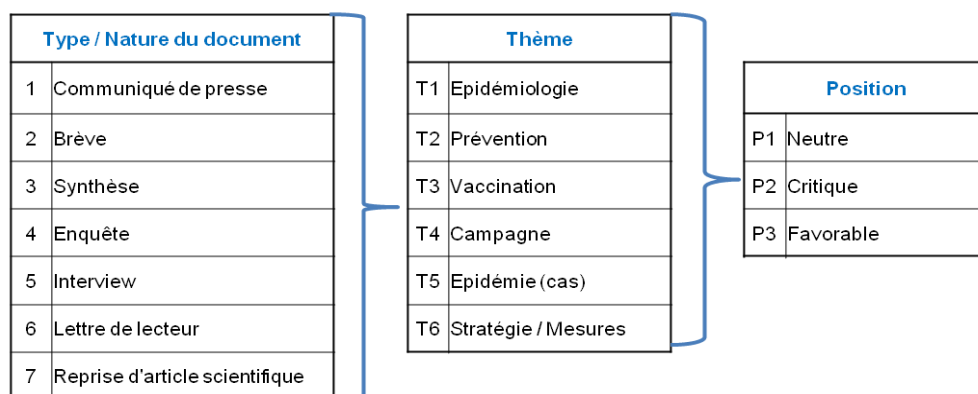 Type / Nature du document
1 Communiqué de presse
2 Brève
3 Synthèse
4 Enquête
5 Interview
6 Lettre de lecteur
7 Reprise d'article scientifique
Thème
T1 Epidémiologie
T2 Prévention
T3 Vaccination
T4 Campagne
T5 Epidémie (cas)
T6 Stratégie / Mesures
Position
P1 Neutre
P2 Critique
P3 Favorable